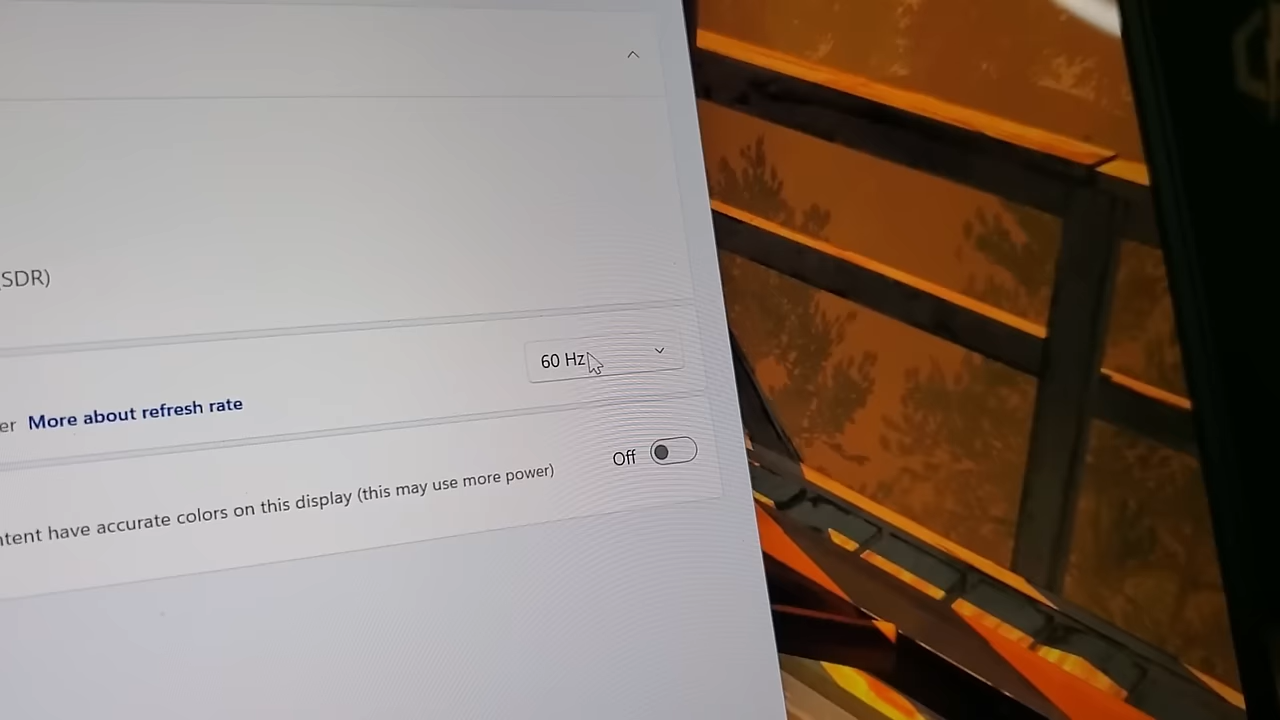 SDR)
60 Hz
er More about refresh rate
Off
ntent have accurate colors on this display (this may use more power)